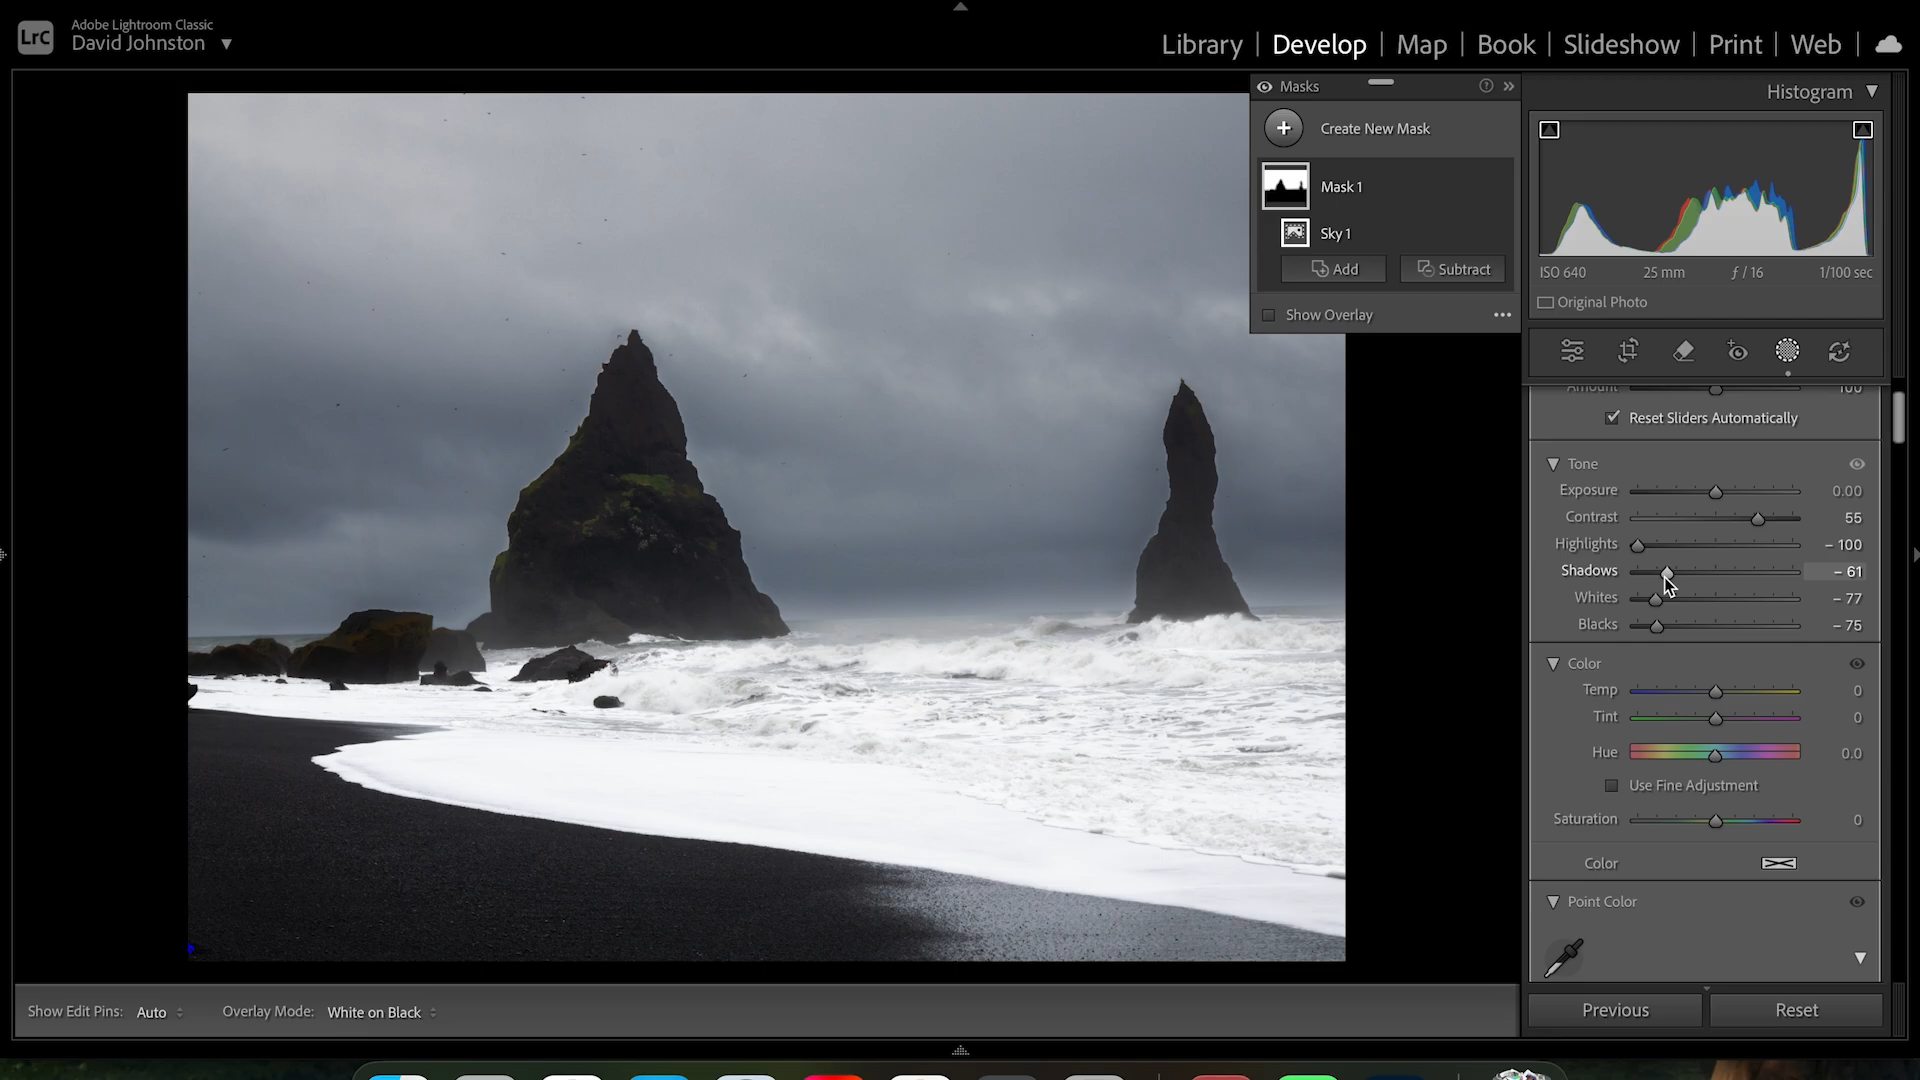 LrC
Adobe Lightroom Classic
David Johnston
Library | Develop | Map | Book | Slideshow | Print | Web
Masks
Create New Mask
Mask 1
Sky 1
Add
Subtract
Show Overlay
Histogram
ISO 640 25 mm ƒ / 16 1/100 sec
Original Photo
Amount 100
Reset Sliders Automatically
Tone
Exposure 0.00
Contrast 55
Highlights – 100
Shadows – 61
Whites – 77
Blacks – 75
Color
Temp 0
Tint 0
Hue 0.0
Use Fine Adjustment
Saturation 0
Color
Point Color
Show Edit Pins: Auto
Overlay Mode: White on Black
Previous
Reset